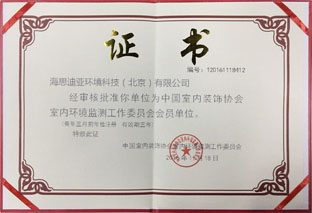 证 书
编号：120161118412
海思迪亚环境科技（北京）有限公司
经审核批准你单位为中国室内装饰协会
室内环境监测工作委员会会员单位。
特颁此证
中国室内装饰协会室内环境监测工作委员会